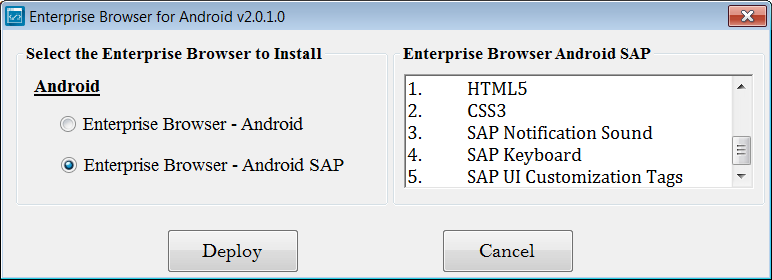 Enterprise Browser for Android v2.0.1.0
Select the Enterprise Browser to Install
Android
Enterprise Browser - Android
Enterprise Browser - Android SAP
Enterprise Browser Android SAP
1. HTML5
2. CSS3
3. SAP Notification Sound
4. SAP Keyboard
5. SAP UI Customization Tags
Deploy
Cancel